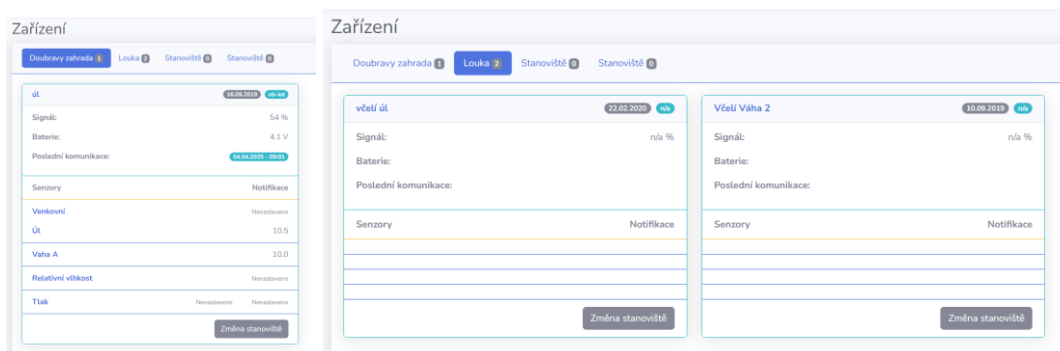 Zařízení
Doubravy zahrada 1 Louka 2 Stanoviště 0 Stanoviště 0
úl 16.09.2019 nb-iot
Signál: 54 %
Baterie: 4.1 V
Poslední komunikace: 04.04.2025 - 09:01
Senzory Notifikace
Venkovní Nenastaveno
Úl 10.5
Vaha A 10.0
Relativní vlhkost Nenastaveno
Tlak Nenastaveno Nenastaveno
Změna stanoviště
Zařízení
Doubravy zahrada 1 Louka 2 Stanoviště 0 Stanoviště 0
včelí úl 22.02.2020 n/a
Signál: n/a %
Baterie:
Poslední komunikace:
Senzory Notifikace
Změna stanoviště
Včelí Váha 2 10.09.2019 n/a
Signál: n/a %
Baterie:
Poslední komunikace:
Senzory Notifikace
Změna stanoviště